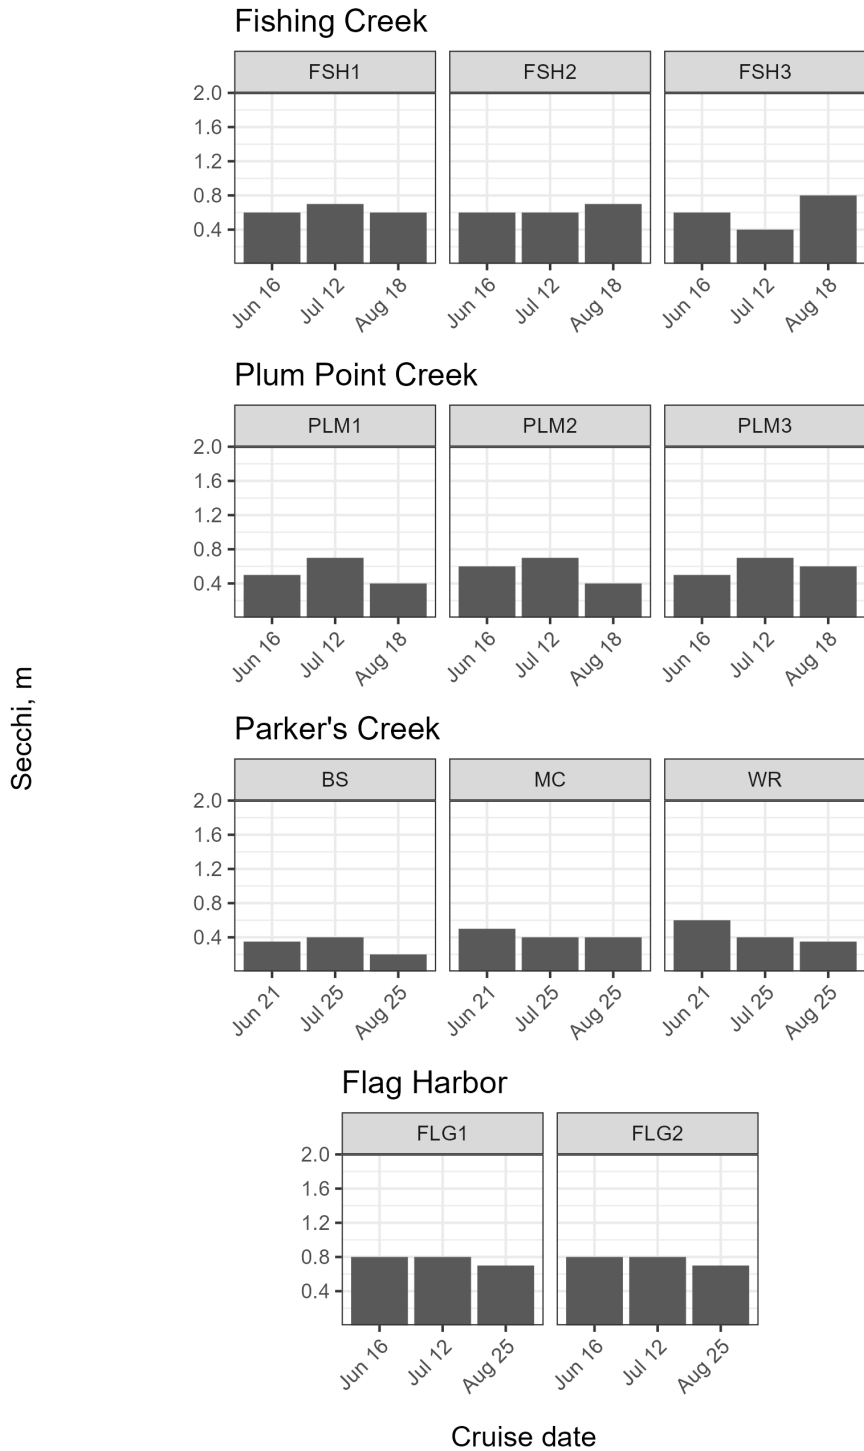 Fishing Creek
FSH1 FSH2 FSH3
2.0
1.6
1.2
0.8
0.4
Jun 16 Jul 12 Aug 18 Jun 16 Jul 12 Aug 18 Jun 16 Jul 12 Aug 18
Plum Point Creek
PLM1 PLM2 PLM3
2.0
1.6
1.2
0.8
0.4
Jun 16 Jul 12 Aug 18 Jun 16 Jul 12 Aug 18 Jun 16 Jul 12 Aug 18
Secchi, m
Parker's Creek
BS MC WR
2.0
1.6
1.2
0.8
0.4
Jun 21 Jul 25 Aug 25 Jun 21 Jul 25 Aug 25 Jun 21 Jul 25 Aug 25
Flag Harbor
FLG1 FLG2
2.0
1.6
1.2
0.8
0.4
Jun 16 Jul 12 Aug 25 Jun 16 Jul 12 Aug 25
Cruise date